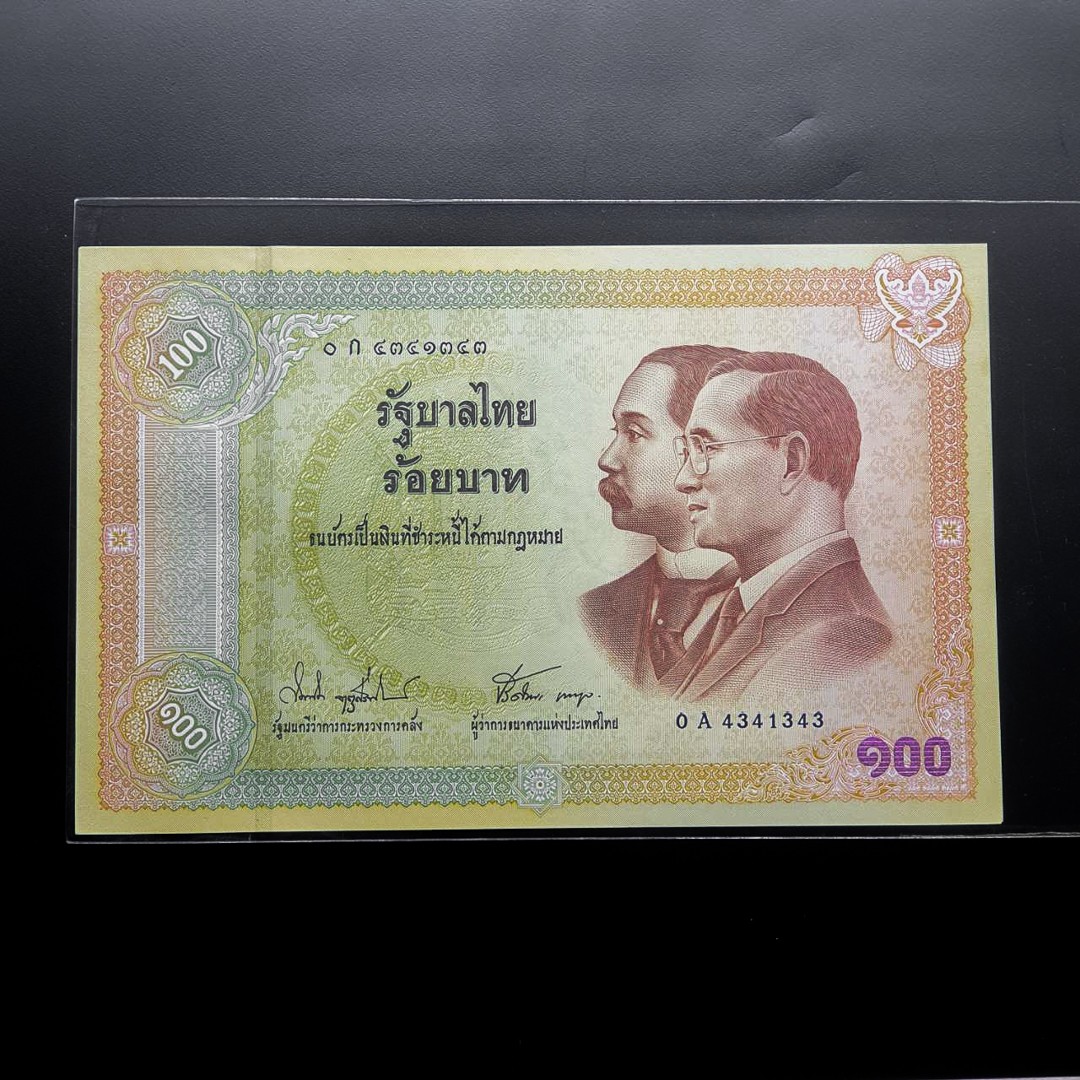 100
๐ ก ๔๓๔๑๓๔๓
รัฐบาลไทย
ร้อยบาท
ธนบัตรเป็นเงินที่ชำระหนี้ได้ตามกฎหมาย
รัฐมนตรีว่าการกระทรวงการคลัง
ผู้ว่าการธนาคารแห่งประเทศไทย
0 A 4341343
๑๐๐
๑๐๐